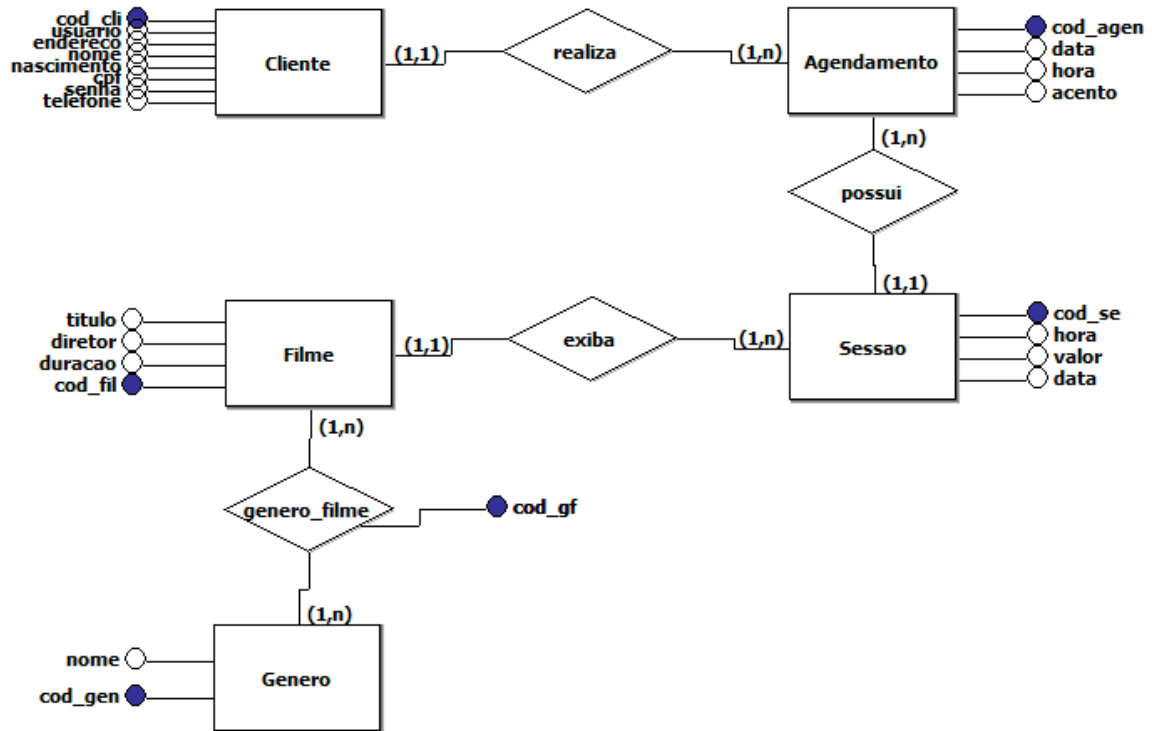 cod_cli
usuario
endereco
nome
nascimento
cpf
senha
telefone
Cliente
(1,1)
realiza
(1,n)
Agendamento
cod_agen
data
hora
acento
(1,n)
possui
(1,1)
titulo
diretor
duracao
cod_fil
Filme
(1,1)
exiba
(1,n)
Sessao
cod_se
hora
valor
data
(1,n)
genero_filme
cod_gf
(1,n)
nome
cod_gen
Genero